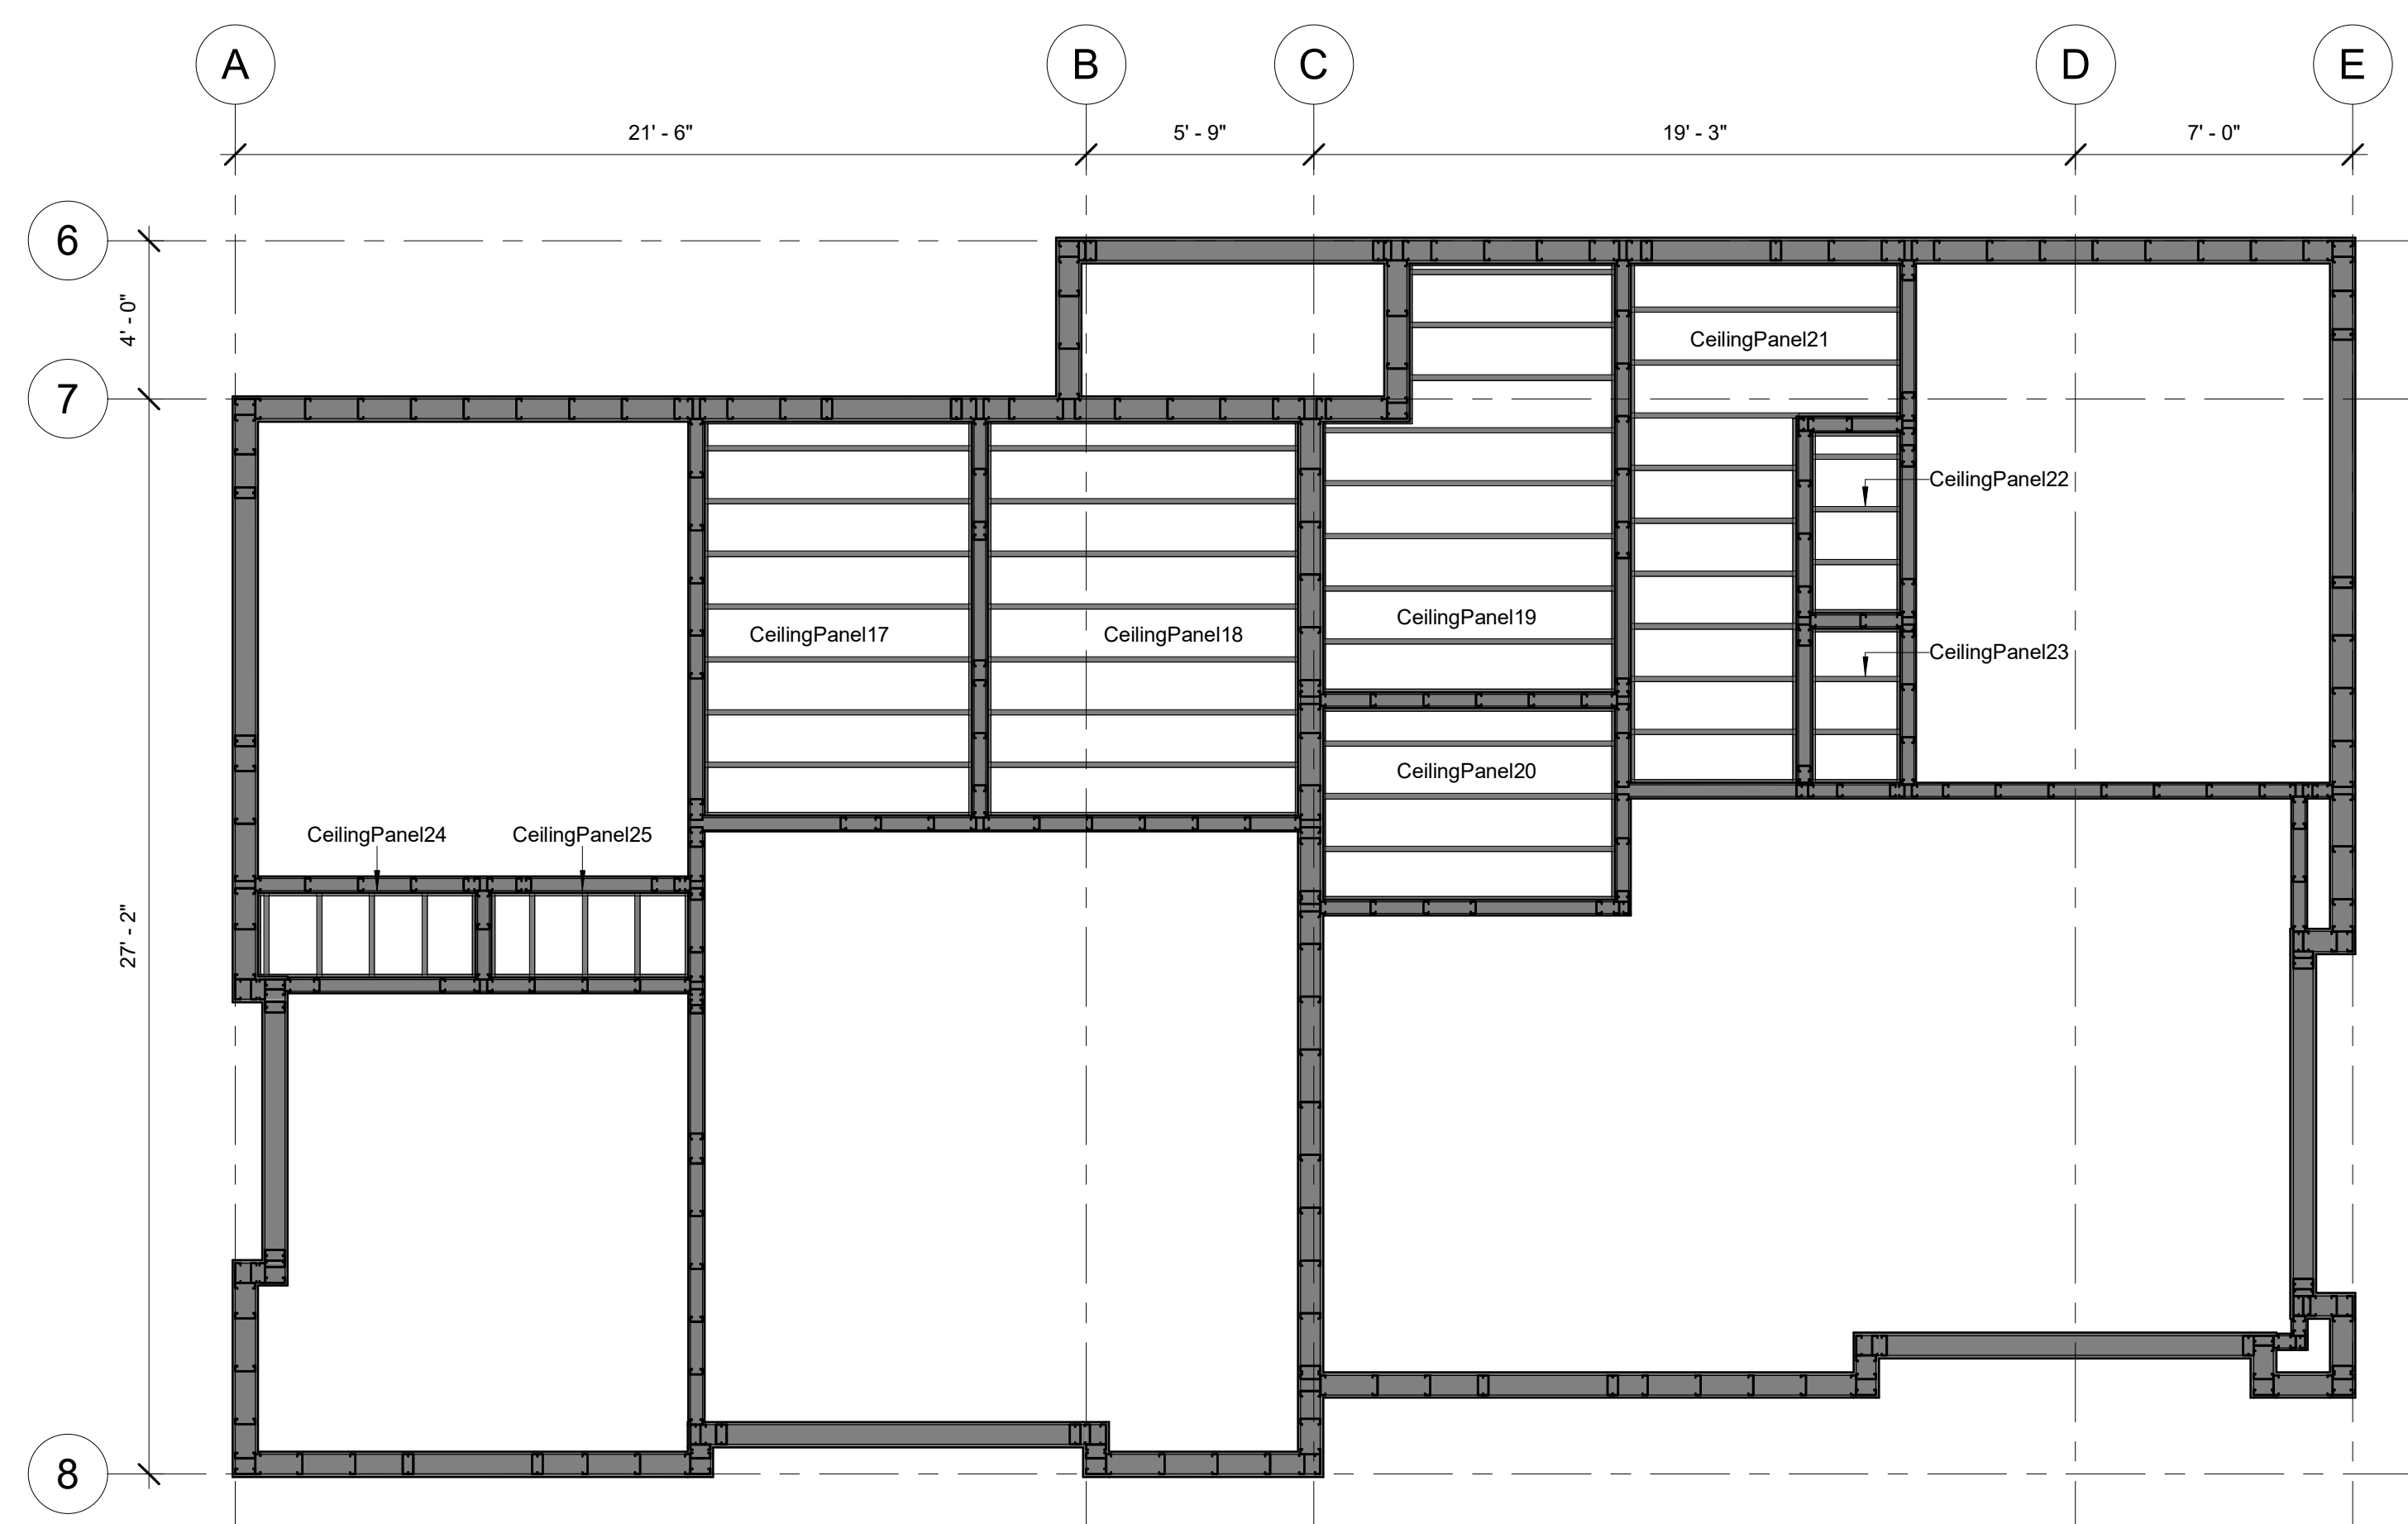 A
B
C
D
E
21' - 6"
5' - 9"
19' - 3"
7' - 0"
6
4' - 0"
7
CeilingPanel21
CeilingPanel22
CeilingPanel19
CeilingPanel17
CeilingPanel18
CeilingPanel23
CeilingPanel20
CeilingPanel24
CeilingPanel25
27' - 2"
8